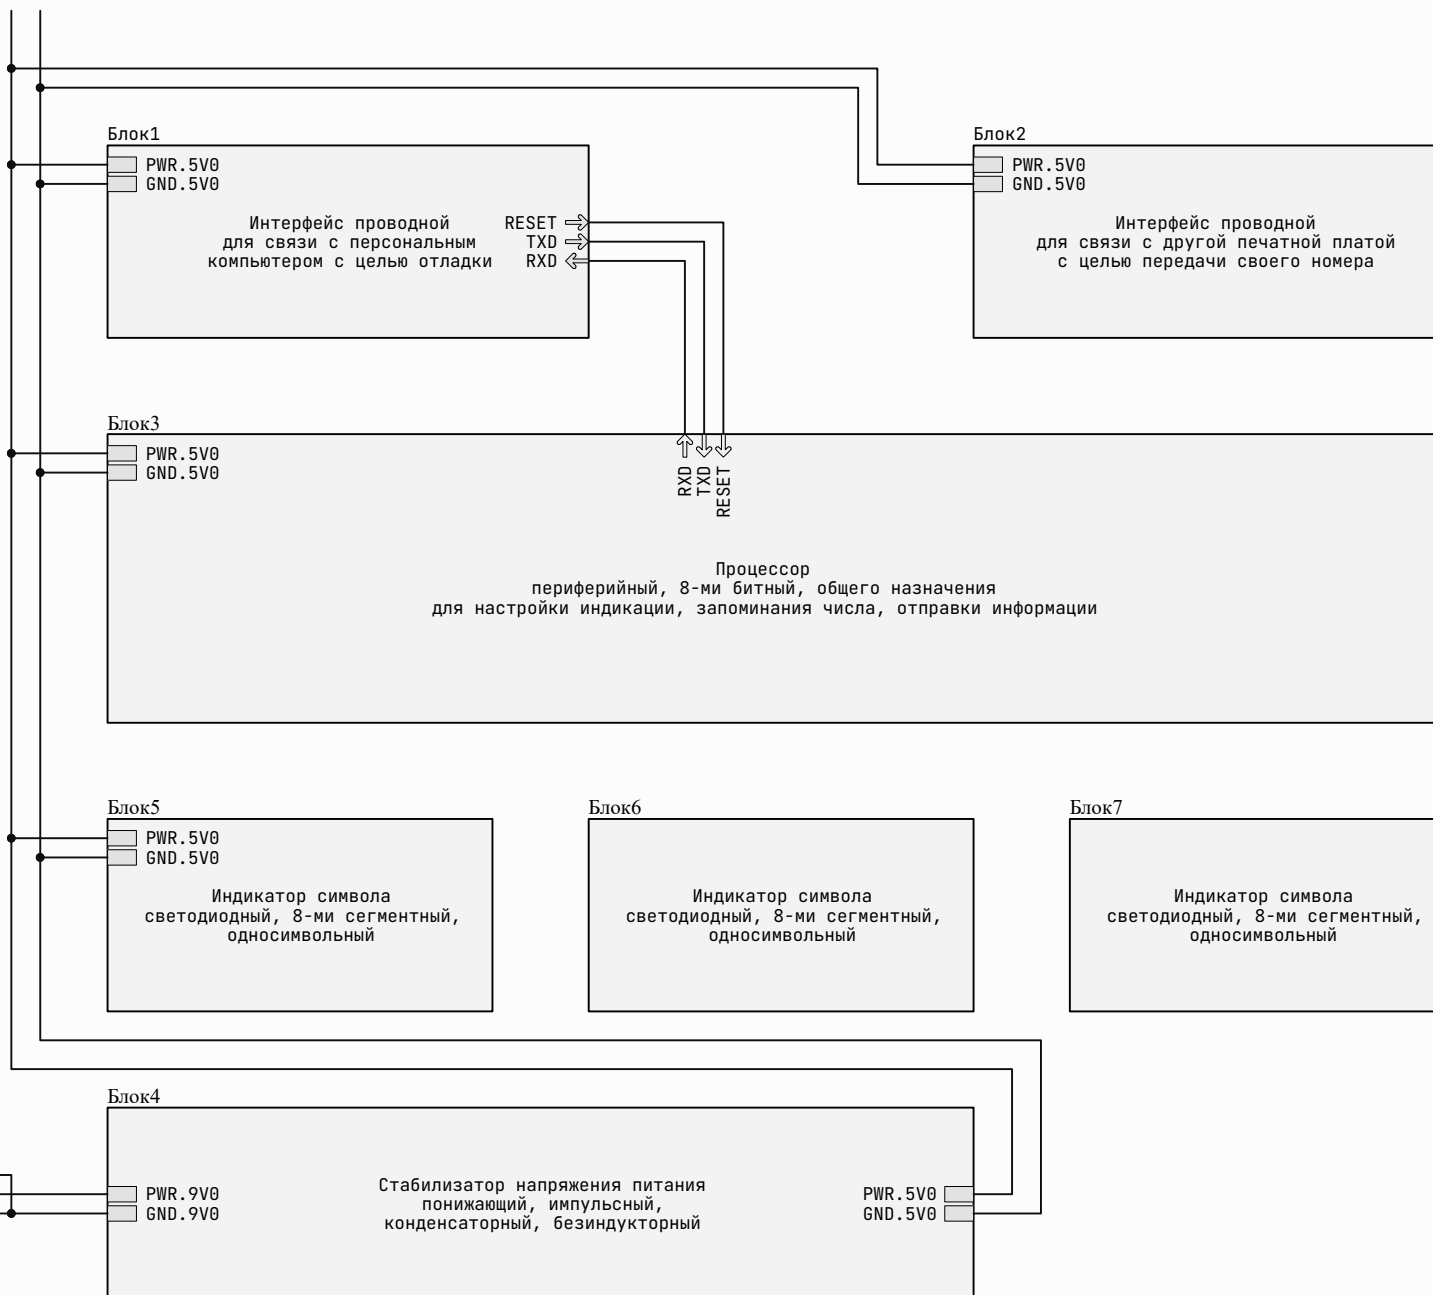 Блок1
PWR.5V0
GND.5V0
Интерфейс проводной
для связи с персональным
компьютером с целью отладки
RESET
TXD
RXD
Блок2
PWR.5V0
GND.5V0
Интерфейс проводной
для связи с другой печатной платой
с целью передачи своего номера
Блок3
PWR.5V0
GND.5V0
RXD
TXD
RESET
Процессор
периферийный, 8-ми битный, общего назначения
для настройки индикации, запоминания числа, отправки информации
Блок5
PWR.5V0
GND.5V0
Индикатор символа
светодиодный, 8-ми сегментный,
односимвольный
Блок6
Индикатор символа
светодиодный, 8-ми сегментный,
односимвольный
Блок7
Индикатор символа
светодиодный, 8-ми сегментный,
односимвольный
Блок4
PWR.9V0
GND.9V0
Стабилизатор напряжения питания
понижающий, импульсный,
конденсаторный, безиндукторный
PWR.5V0
GND.5V0